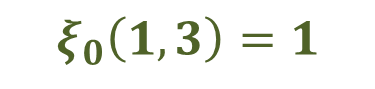 ξ₀(1,3) = 1